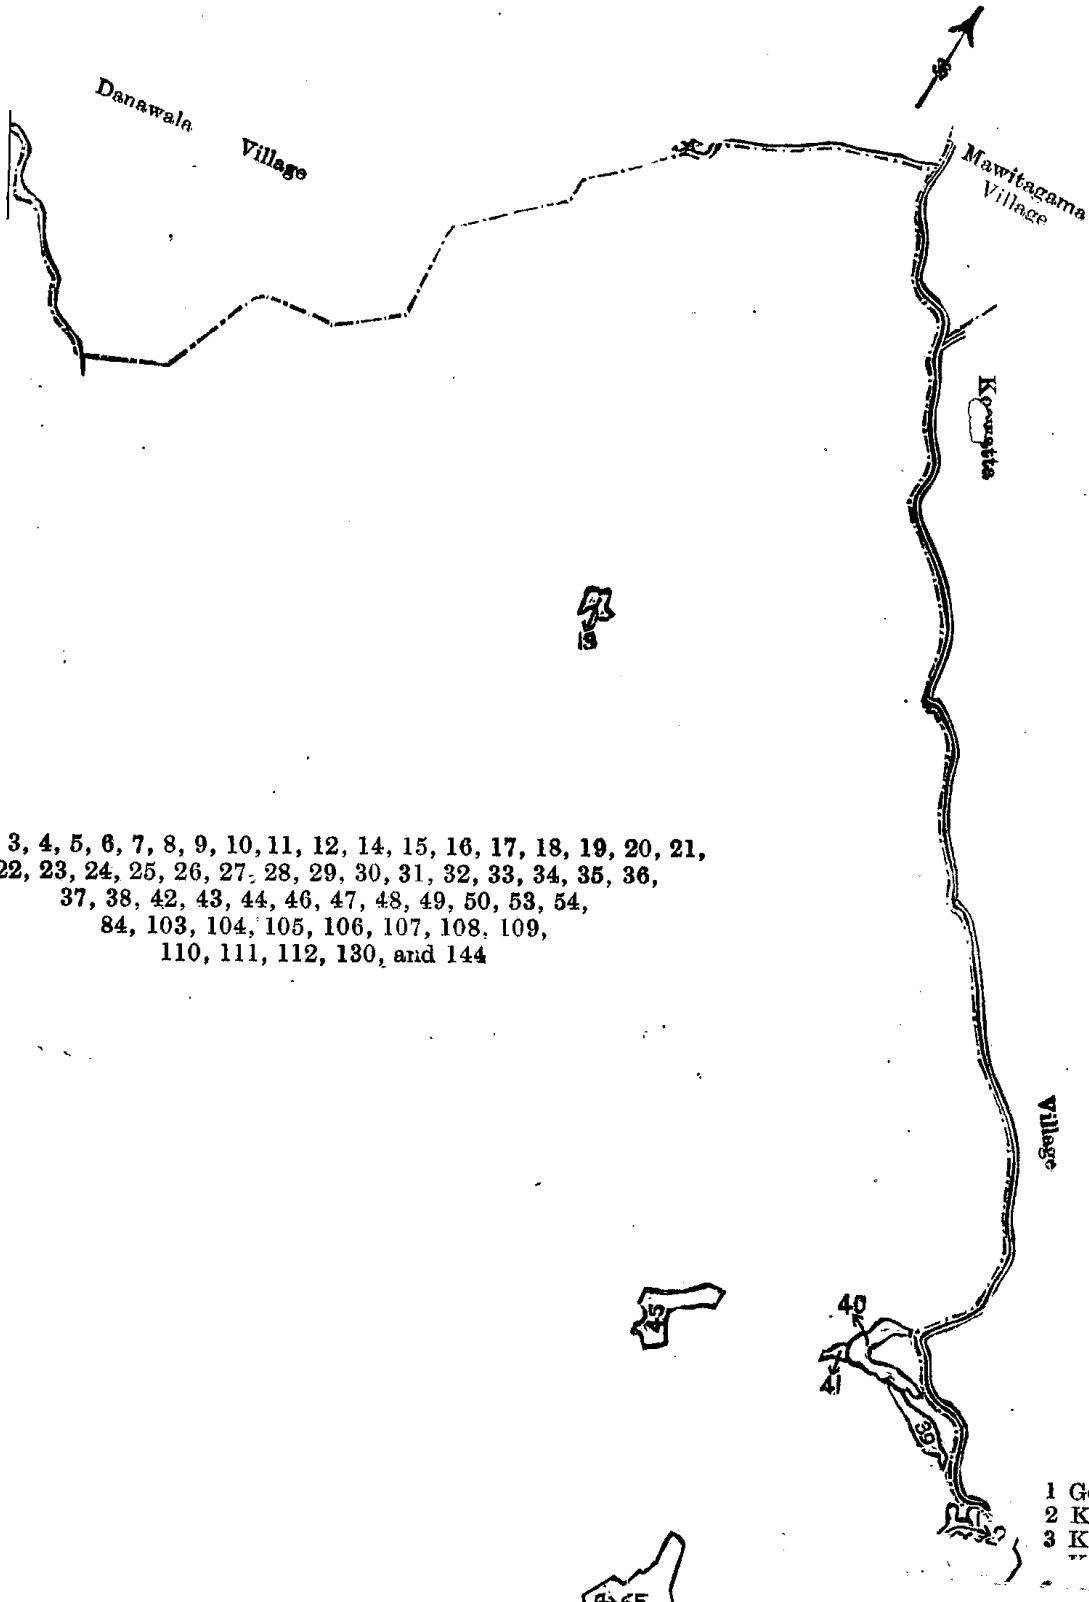 Danawala
Village
Mawitagama
Village
13
3, 4, 5, 6, 7, 8, 9, 10, 11, 12, 14, 15, 16, 17, 18, 19, 20, 21,
22, 23, 24, 25, 26, 27, 28, 29, 30, 31, 32, 33, 34, 35, 36,
37, 38, 42, 43, 44, 46, 47, 48, 49, 50, 53, 54,
84, 103, 104, 105, 106, 107, 108, 109,
110, 111, 112, 130, and 144
Village
45
40
41
39
1 G
2 K
3 K